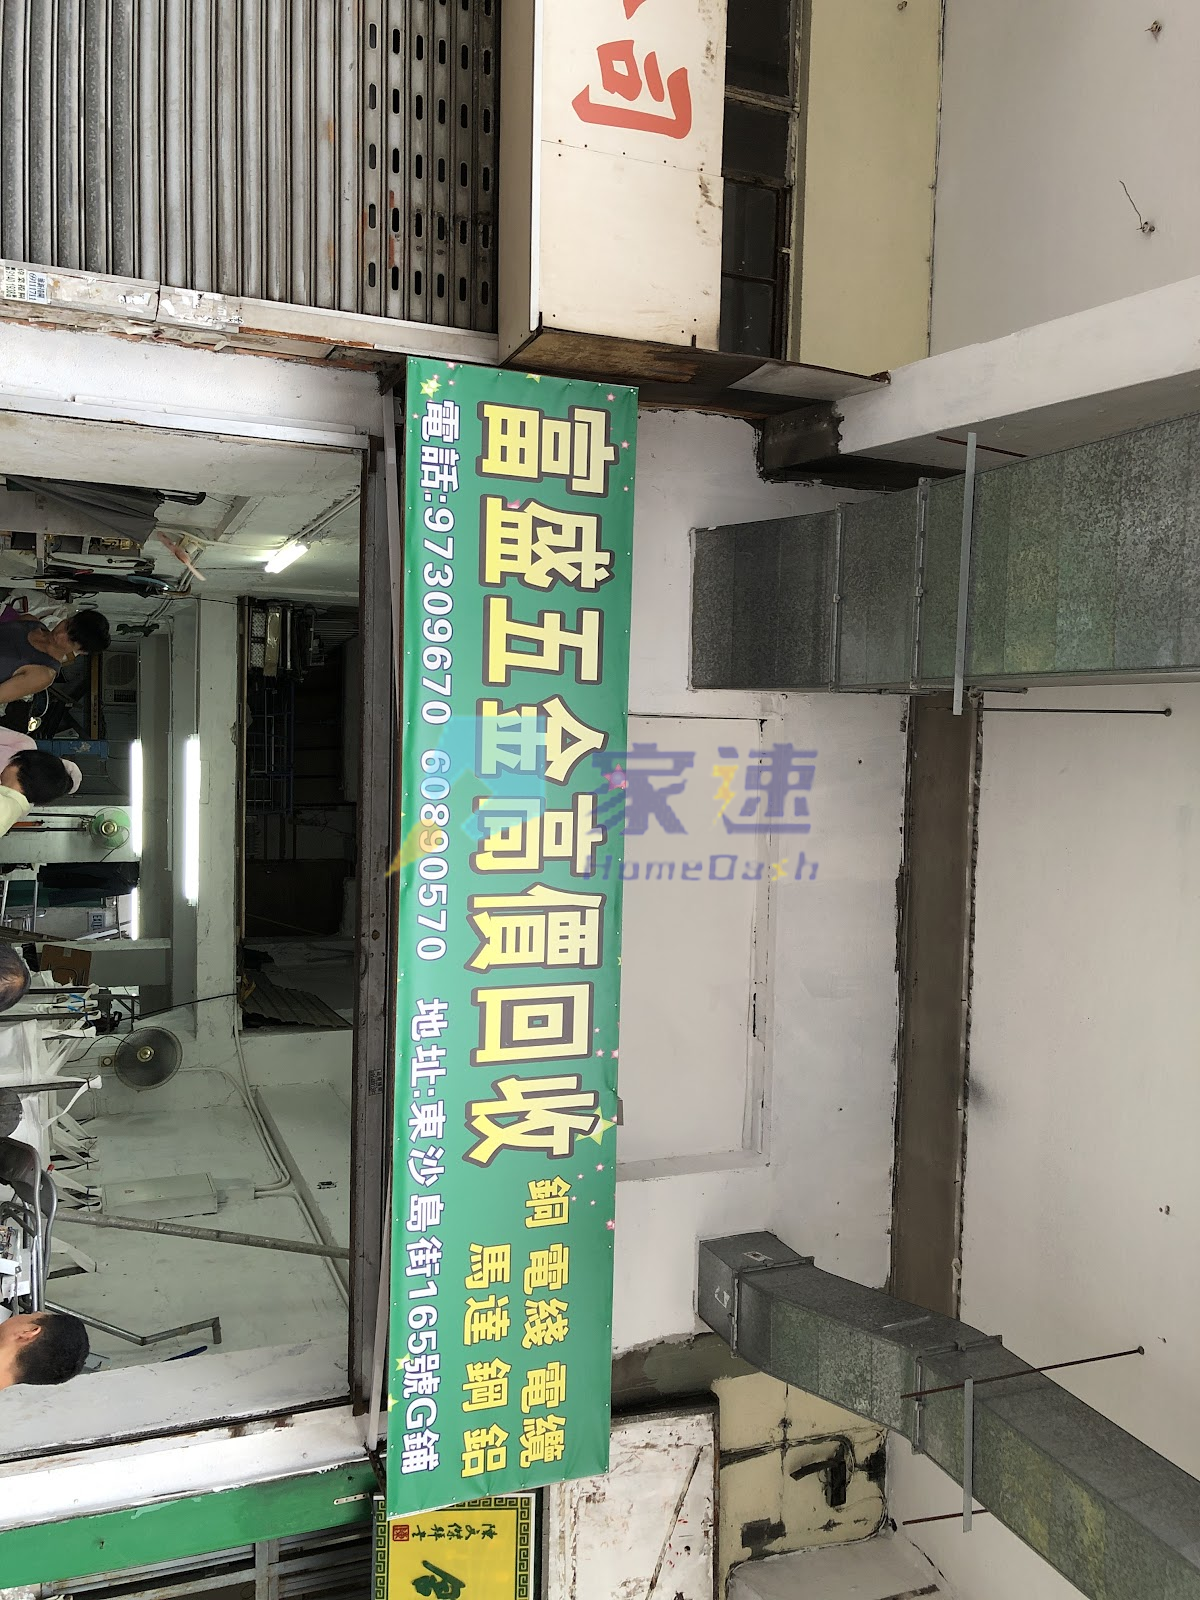 司
富盛五金高價回收
銅 電綫 電纜
馬達 鋼 鋁
電話:97309670 60890570 地址:東沙島街165號G舖
家速
HomeDash